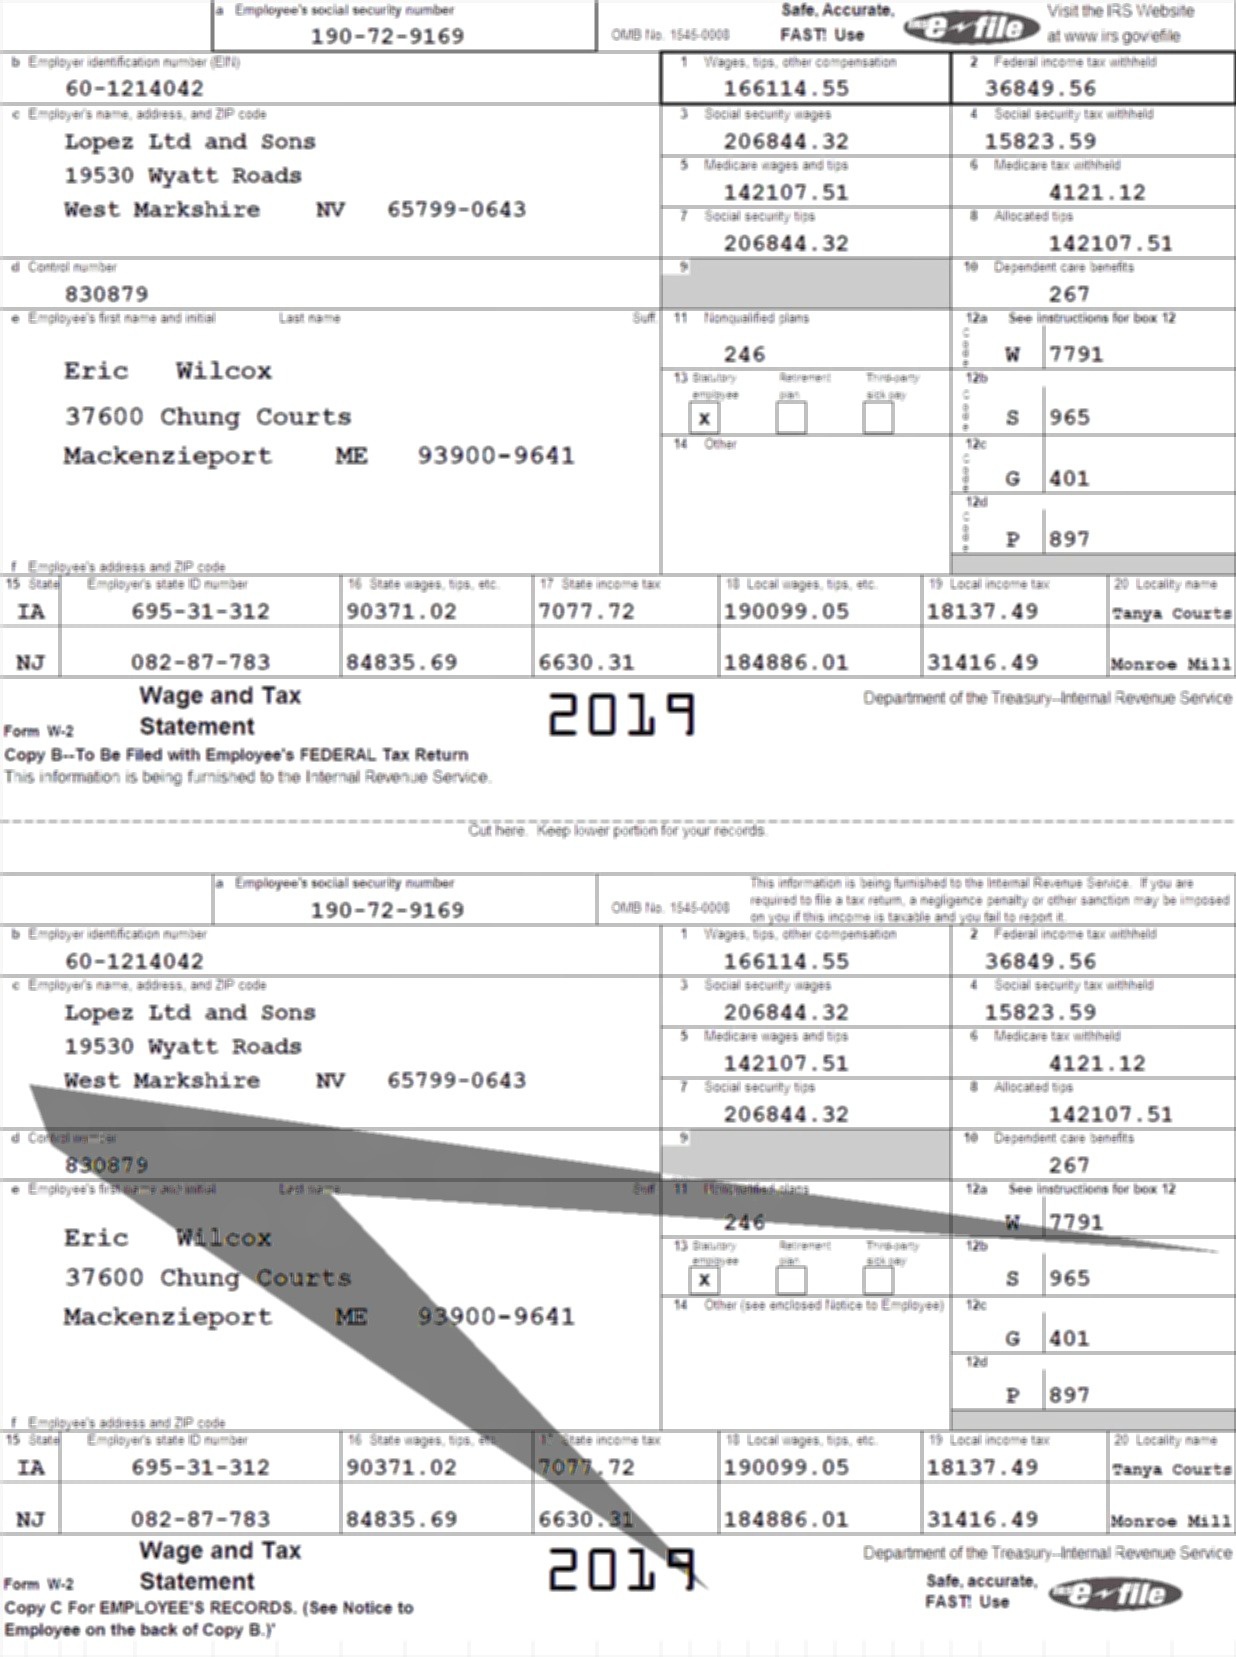 a Employee's social security number
190-72-9169
OMB No. 1545-0008
Safe, Accurate,
FAST! Use
IRS e-file
Visit the IRS Website
at www irs gov/efile
b Employer identification number (EIN)
60-1214042
1 Wages, tips, other compensation
166114.55
2 Federal income tax withheld
36849.56
c Employer's name, address, and ZIP code
Lopez Ltd and Sons
19530 Wyatt Roads
West Markshire NV 65799-0643
3 Social security wages
206844.32
4 Social security tax withheld
15823.59
5 Medicare wages and tips
142107.51
6 Medicare tax withheld
4121.12
7 Social security tips
206844.32
8 Allocated tips
142107.51
d Control number
830879
9
10 Dependent care benefits
267
e Employee's first name and initial Last name Suff.
Eric Wilcox
37600 Chung Courts
Mackenzieport ME 93900-9641
f Employee's address and ZIP code
11 Nonqualified plans
246
12a See instructions for box 12
Code W 7791
13 Statutory employee
x
Retirement plan
Third-party sick pay
12b
Code S 965
14 Other
12c
Code G 401
12d
Code P 897
15 State Employer's state ID number 16 State wages, tips, etc. 17 State income tax 18 Local wages, tips, etc. 19 Local income tax 20 Locality name
IA 695-31-312 90371.02 7077.72 190099.05 18137.49 Tanya Courts
NJ 082-87-783 84835.69 6630.31 184886.01 31416.49 Monroe Mill
Form W-2
Wage and Tax
Statement
2019
Department of the Treasury--Internal Revenue Service
Copy B--To Be Filed with Employee's FEDERAL Tax Return
This information is being furnished to the Internal Revenue Service.
Cut here. Keep lower portion for your records.
a Employee's social security number
190-72-9169
OMB No. 1545-0008
This information is being furnished to the Internal Revenue Service. If you are
required to file a tax return, a negligence penalty or other sanction may be imposed
on you if this income is taxable and you fail to report it.
b Employer identification number
60-1214042
1 Wages, tips, other compensation
166114.55
2 Federal income tax withheld
36849.56
c Employer's name, address, and ZIP code
Lopez Ltd and Sons
19530 Wyatt Roads
West Markshire NV 65799-0643
3 Social security wages
206844.32
4 Social security tax withheld
15823.59
5 Medicare wages and tips
142107.51
6 Medicare tax withheld
4121.12
7 Social security tips
206844.32
8 Allocated tips
142107.51
d Control number
830879
9
10 Dependent care benefits
267
e Employee's first name and initial Last name Suff.
Eric Wilcox
37600 Chung Courts
Mackenzieport ME 93900-9641
f Employee's address and ZIP code
11 Nonqualified plans
246
12a See instructions for box 12
W 7791
13 Statutory employee
x
Retirement plan
Third-party sick pay
12b
S 965
14 Other (see enclosed Notice to Employee)
12c
G 401
12d
P 897
15 State Employer's state ID number 16 State wages, tips, etc. 17 State income tax 18 Local wages, tips, etc. 19 Local income tax 20 Locality name
IA 695-31-312 90371.02 7077.72 190099.05 18137.49 Tanya Courts
NJ 082-87-783 84835.69 6630.31 184886.01 31416.49 Monroe Mill
Form W-2
Wage and Tax
Statement
2019
Department of the Treasury--Internal Revenue Service
Safe, accurate,
FAST! Use
IRS e-file
Copy C For EMPLOYEE'S RECORDS. (See Notice to
Employee on the back of Copy B.)"